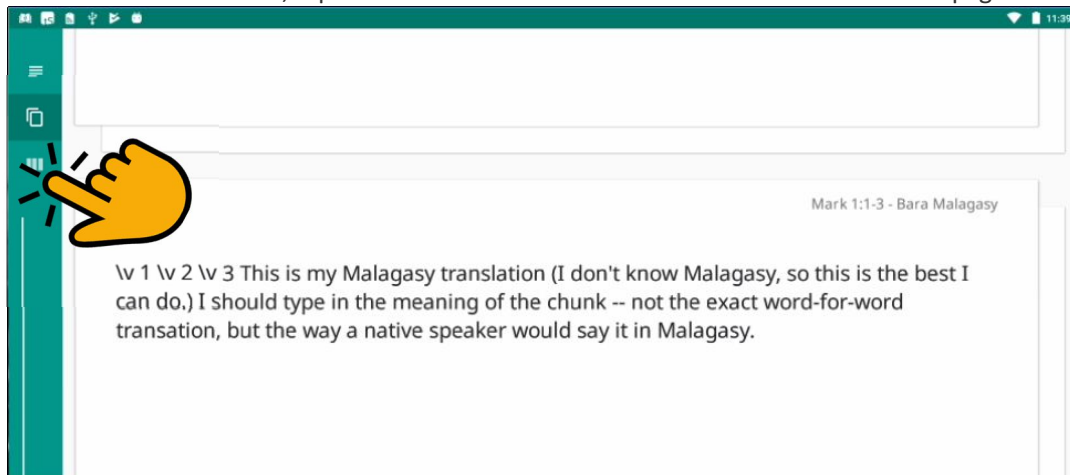 11:39
Mark 1:1-3 - Bara Malagasy
\v 1 \v 2 \v 3 This is my Malagasy translation (I don't know Malagasy, so this is the best I
can do.) I should type in the meaning of the chunk -- not the exact word-for-word
transation, but the way a native speaker would say it in Malagasy.